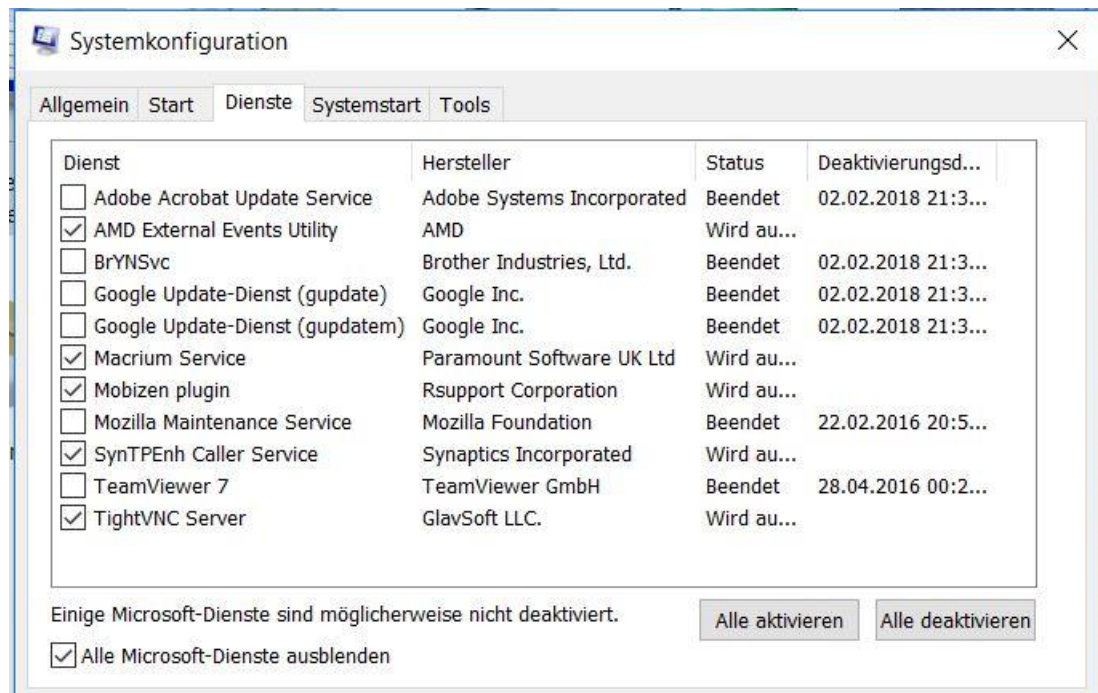 Systemkonfiguration
Allgemein Start Dienste Systemstart Tools
Dienst Hersteller Status Deaktivierungsd...
Adobe Acrobat Update Service Adobe Systems Incorporated Beendet 02.02.2018 21:3...
AMD External Events Utility AMD Wird au...
BrYNSvc Brother Industries, Ltd. Beendet 02.02.2018 21:3...
Google Update-Dienst (gupdate) Google Inc. Beendet 02.02.2018 21:3...
Google Update-Dienst (gupdatem) Google Inc. Beendet 02.02.2018 21:3...
Macrium Service Paramount Software UK Ltd Wird au...
Mobizen plugin Rsupport Corporation Wird au...
Mozilla Maintenance Service Mozilla Foundation Beendet 22.02.2016 20:5...
SynTPEnh Caller Service Synaptics Incorporated Wird au...
TeamViewer 7 TeamViewer GmbH Beendet 28.04.2016 00:2...
TightVNC Server GlavSoft LLC. Wird au...
Einige Microsoft-Dienste sind möglicherweise nicht deaktiviert. Alle aktivieren Alle deaktivieren
Alle Microsoft-Dienste ausblenden